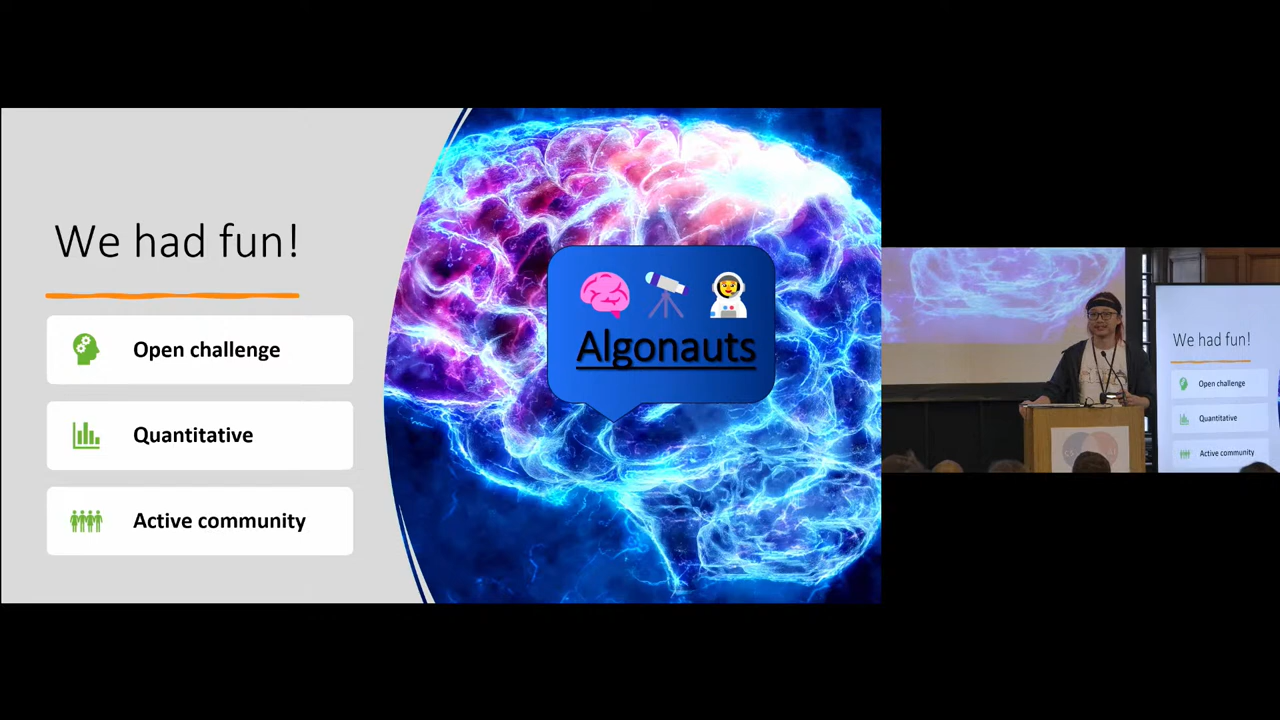 We had fun!
Open challenge
Quantitative
Active community
Algonauts
We had fun!
Open challenge
Quantitative
Active community